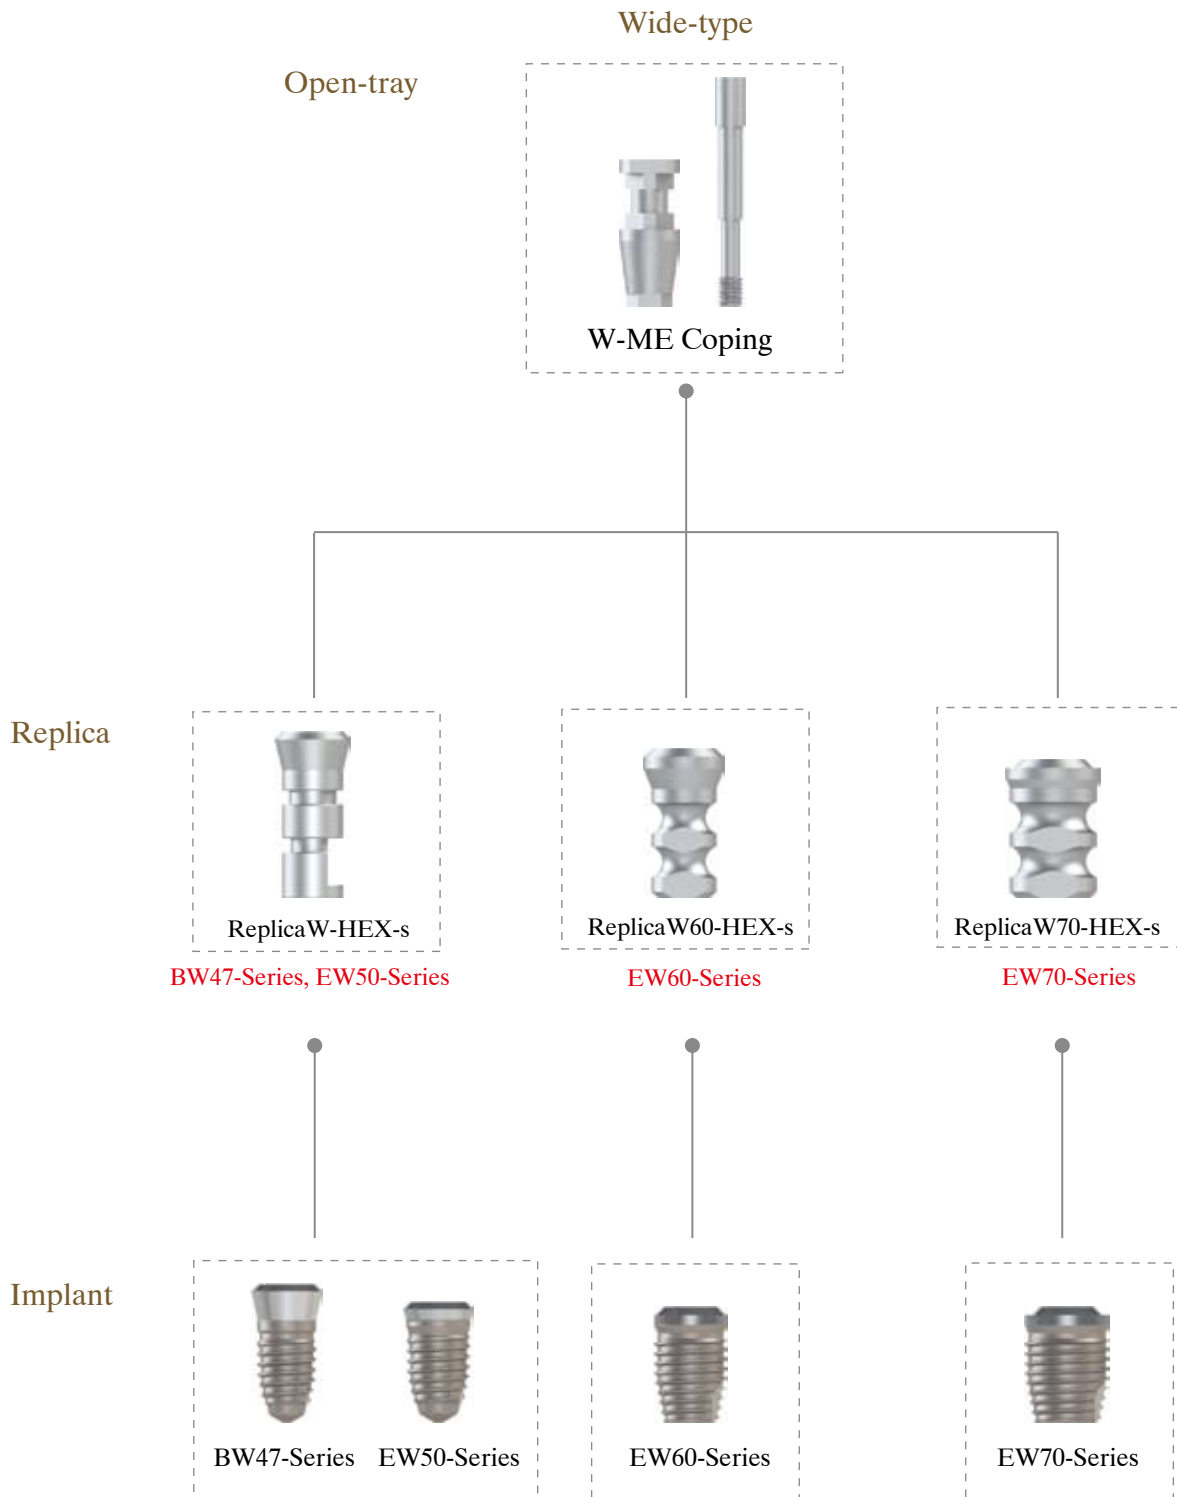 Wide-type
Open-tray
W-ME Coping
Replica
ReplicaW-HEX-s
ReplicaW60-HEX-s
ReplicaW70-HEX-s
BW47-Series, EW50-Series
EW60-Series
EW70-Series
Implant
BW47-Series
EW50-Series
EW60-Series
EW70-Series